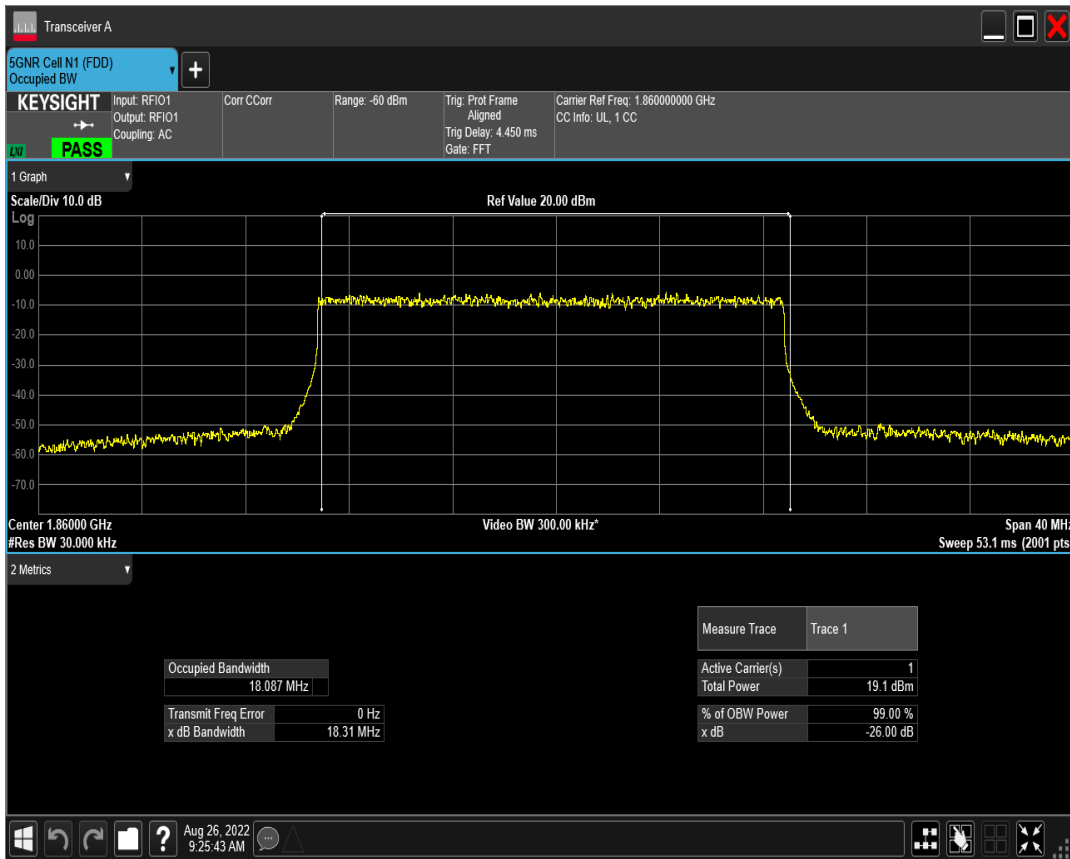 Transceiver A
5GNR Cell N1 (FDD)
Occupied BW
+
KEYSIGHT
LXI
PASS
Input: RFIO1
Output: RFIO1
Coupling: AC
Corr CCorr
Range: -60 dBm
Trig: Prot Frame
Aligned
Trig Delay: 4.450 ms
Gate: FFT
Carrier Ref Freq: 1.860000000 GHz
CC Info: UL, 1 CC
1 Graph
Scale/Div 10.0 dB
Ref Value 20.00 dBm
Log
10.0
0.00
-10.0
-20.0
-30.0
-40.0
-50.0
-60.0
-70.0
Center 1.86000 GHz
Video BW 300.00 kHz*
Span 40 MHz
#Res BW 30.000 kHz
Sweep 53.1 ms (2001 pts
2 Metrics
Measure Trace Trace 1
Occupied Bandwidth
18.087 MHz
Transmit Freq Error 0 Hz
x dB Bandwidth 18.31 MHz
Active Carrier(s) 1
Total Power 19.1 dBm
% of OBW Power 99.00 %
x dB -26.00 dB
?
Aug 26, 2022
9:25:43 AM